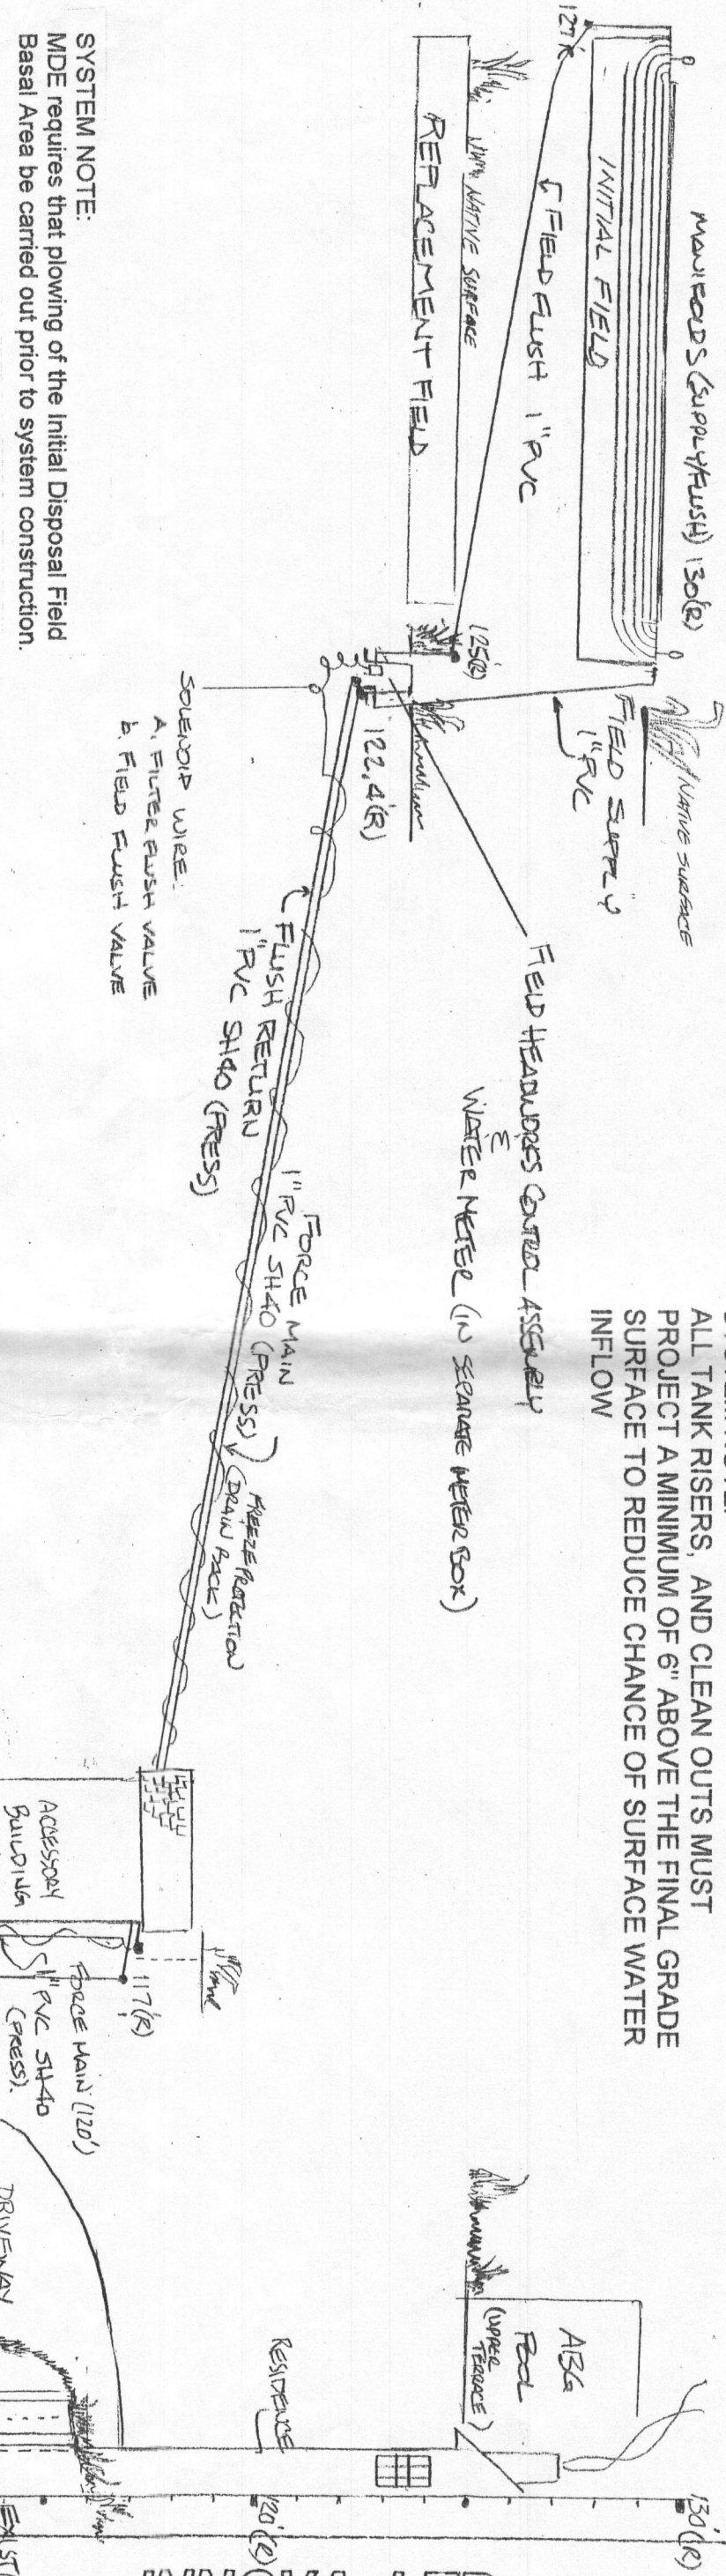 MANIFOLDS (SUPPLY/FLUSH) 130'(R)
127'R
INITIAL FIELD
FIELD FLUSH 1" PVC
NATIVE SURFACE
REPLACEMENT FIELD
125'(R)
122.4'(R)
NATIVE SURFACE
FIELD SUPPLY
1" PVC
SYSTEM NOTE:
MDE requires that plowing of the Initial Disposal Field
Basal Area be carried out prior to system construction.
SOLENOID WIRE:
A. FILTER FLUSH VALVE
b. FIELD FLUSH VALVE
FIELD HEADWORKS CONTROL ASSEMBLY
&
WATER METER (IN SEPARATE METER BOX)
FLUSH RETURN
1" PVC SH40 (PRESS)
FORCE MAIN
1" PVC SH40 (PRESS)
FREEZE PROTECTION
(DRAIN BACK)
ALL TANK RISERS, AND CLEAN OUTS MUST
PROJECT A MINIMUM OF 6" ABOVE THE FINAL GRADE
SURFACE TO REDUCE CHANCE OF SURFACE WATER
INFLOW
ACCESSORY
BUILDING
117'(R)
FORCE MAIN (120')
1" PVC SH40
(PRESS).
DRIVEWAY
ABG
POOL
(UPPER
TERRACE)
RESIDENCE
130'(R)
120'(R)